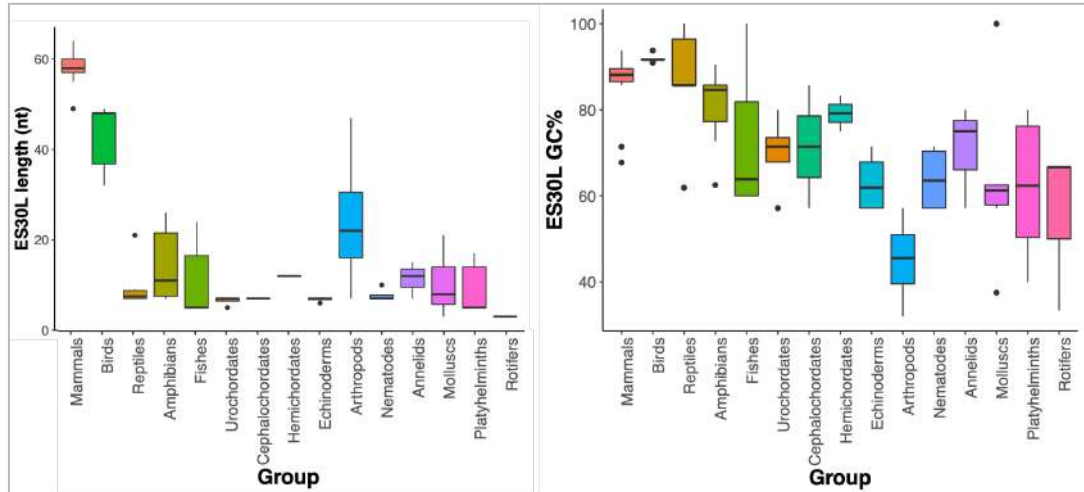 ES30L length (nt)
60
40
20
0
Mammals
Birds
Reptiles
Amphibians
Fishes
Urochordates
Cephalochordates
Hemichordates
Echinoderms
Arthropods
Nematodes
Annelids
Molluscs
Platyhelminths
Rotifers
Group
ES30L GC%
100
80
60
40
Mammals
Birds
Reptiles
Amphibians
Fishes
Urochordates
Cephalochordates
Hemichordates
Echinoderms
Arthropods
Nematodes
Annelids
Molluscs
Platyhelminths
Rotifers
Group